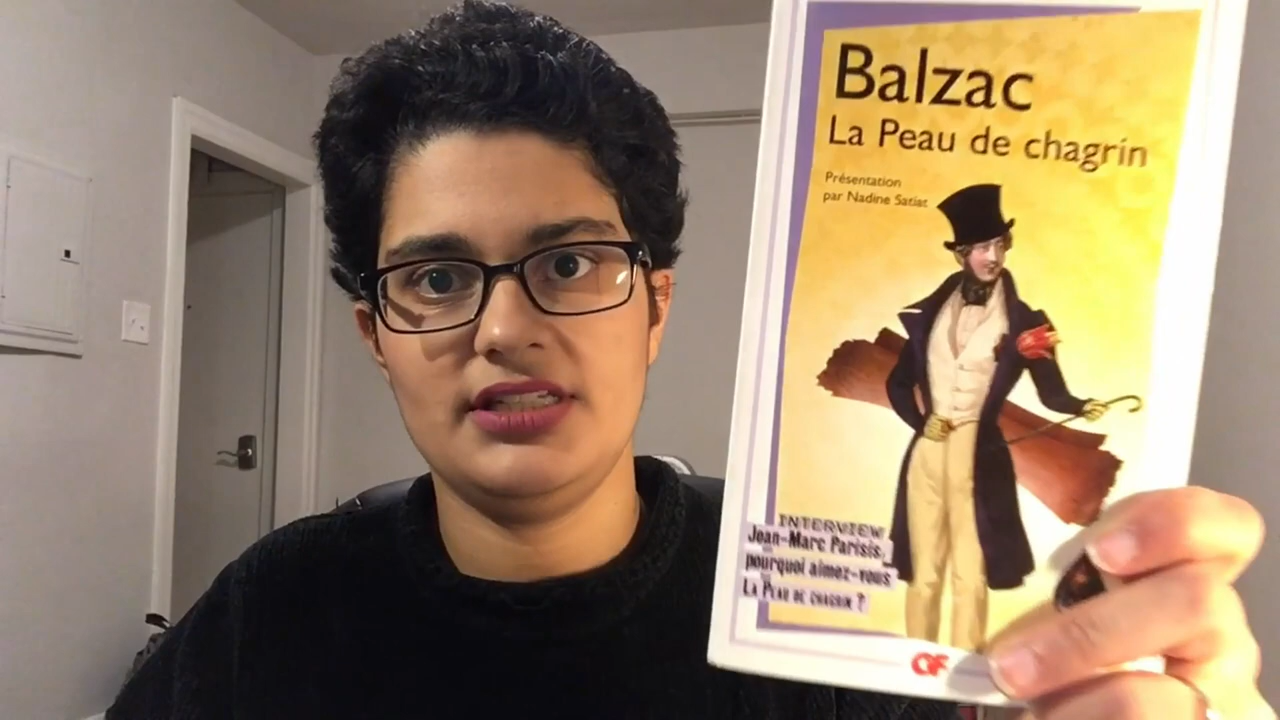 Balzac
La Peau de chagrin
Présentation
par Nadine Satiat
INTERVIEW
Jean-Marc Parisis,
pourquoi aimez-vous
LA PEAU DE CHAGRIN ?
GF